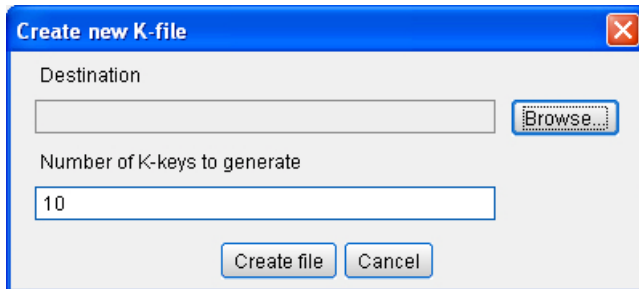 Create new K-file
Destination
Browse...
Number of K-keys to generate
10
Create file Cancel